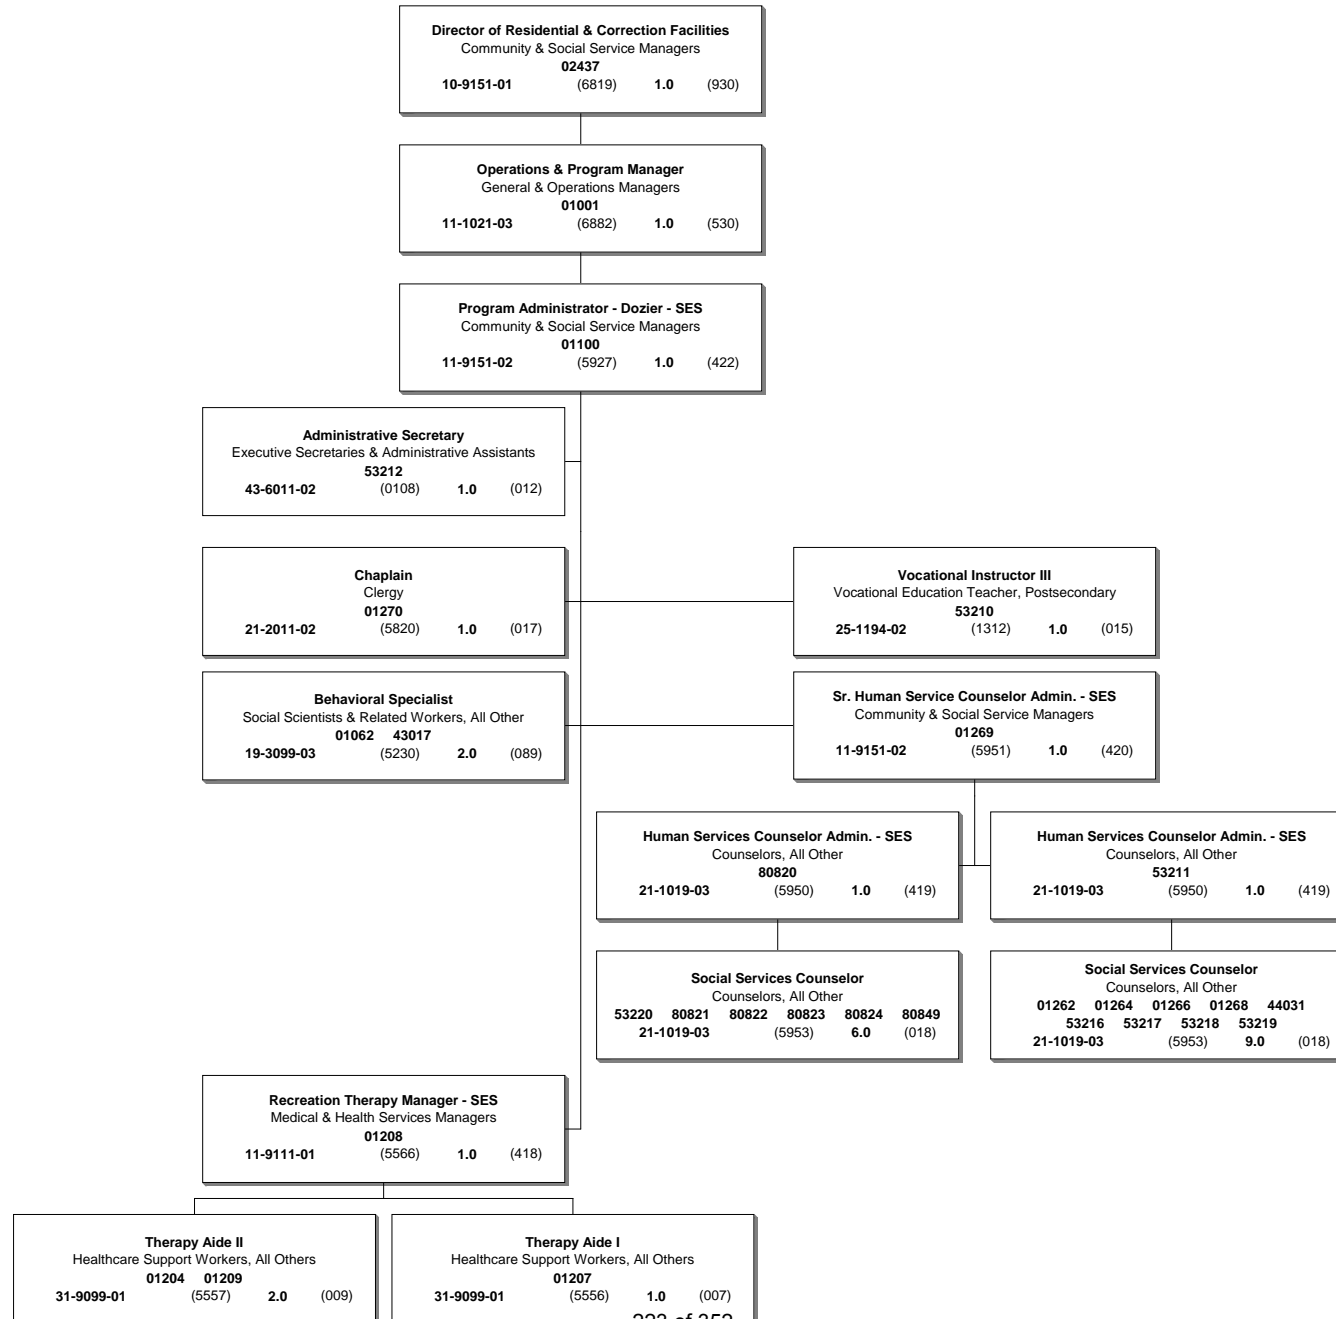 Director of Residential & Correction Facilities
Community & Social Service Managers
02437
10-9151-01 (6819) 1.0 (930)
Operations & Program Manager
General & Operations Managers
01001
11-1021-03 (6882) 1.0 (530)
Program Administrator - Dozier - SES
Community & Social Service Managers
01100
11-9151-02 (5927) 1.0 (422)
Administrative Secretary
Executive Secretaries & Administrative Assistants
53212
43-6011-02 (0108) 1.0 (012)
Chaplain
Clergy
01270
21-2011-02 (5820) 1.0 (017)
Vocational Instructor III
Vocational Education Teacher, Postsecondary
53210
25-1194-02 (1312) 1.0 (015)
Behavioral Specialist
Social Scientists & Related Workers, All Other
01062 43017
19-3099-03 (5230) 2.0 (089)
Sr. Human Service Counselor Admin. - SES
Community & Social Service Managers
01269
11-9151-02 (5951) 1.0 (420)
Human Services Counselor Admin. - SES
Counselors, All Other
80820
21-1019-03 (5950) 1.0 (419)
Human Services Counselor Admin. - SES
Counselors, All Other
53211
21-1019-03 (5950) 1.0 (419)
Social Services Counselor
Counselors, All Other
53220 80821 80822 80823 80824 80849
21-1019-03 (5953) 6.0 (018)
Social Services Counselor
Counselors, All Other
01262 01264 01266 01268 44031
53216 53217 53218 53219
21-1019-03 (5953) 9.0 (018)
Recreation Therapy Manager - SES
Medical & Health Services Managers
01208
11-9111-01 (5566) 1.0 (418)
Therapy Aide II
Healthcare Support Workers, All Others
01204 01209
31-9099-01 (5557) 2.0 (009)
Therapy Aide I
Healthcare Support Workers, All Others
01207
31-9099-01 (5556) 1.0 (007)